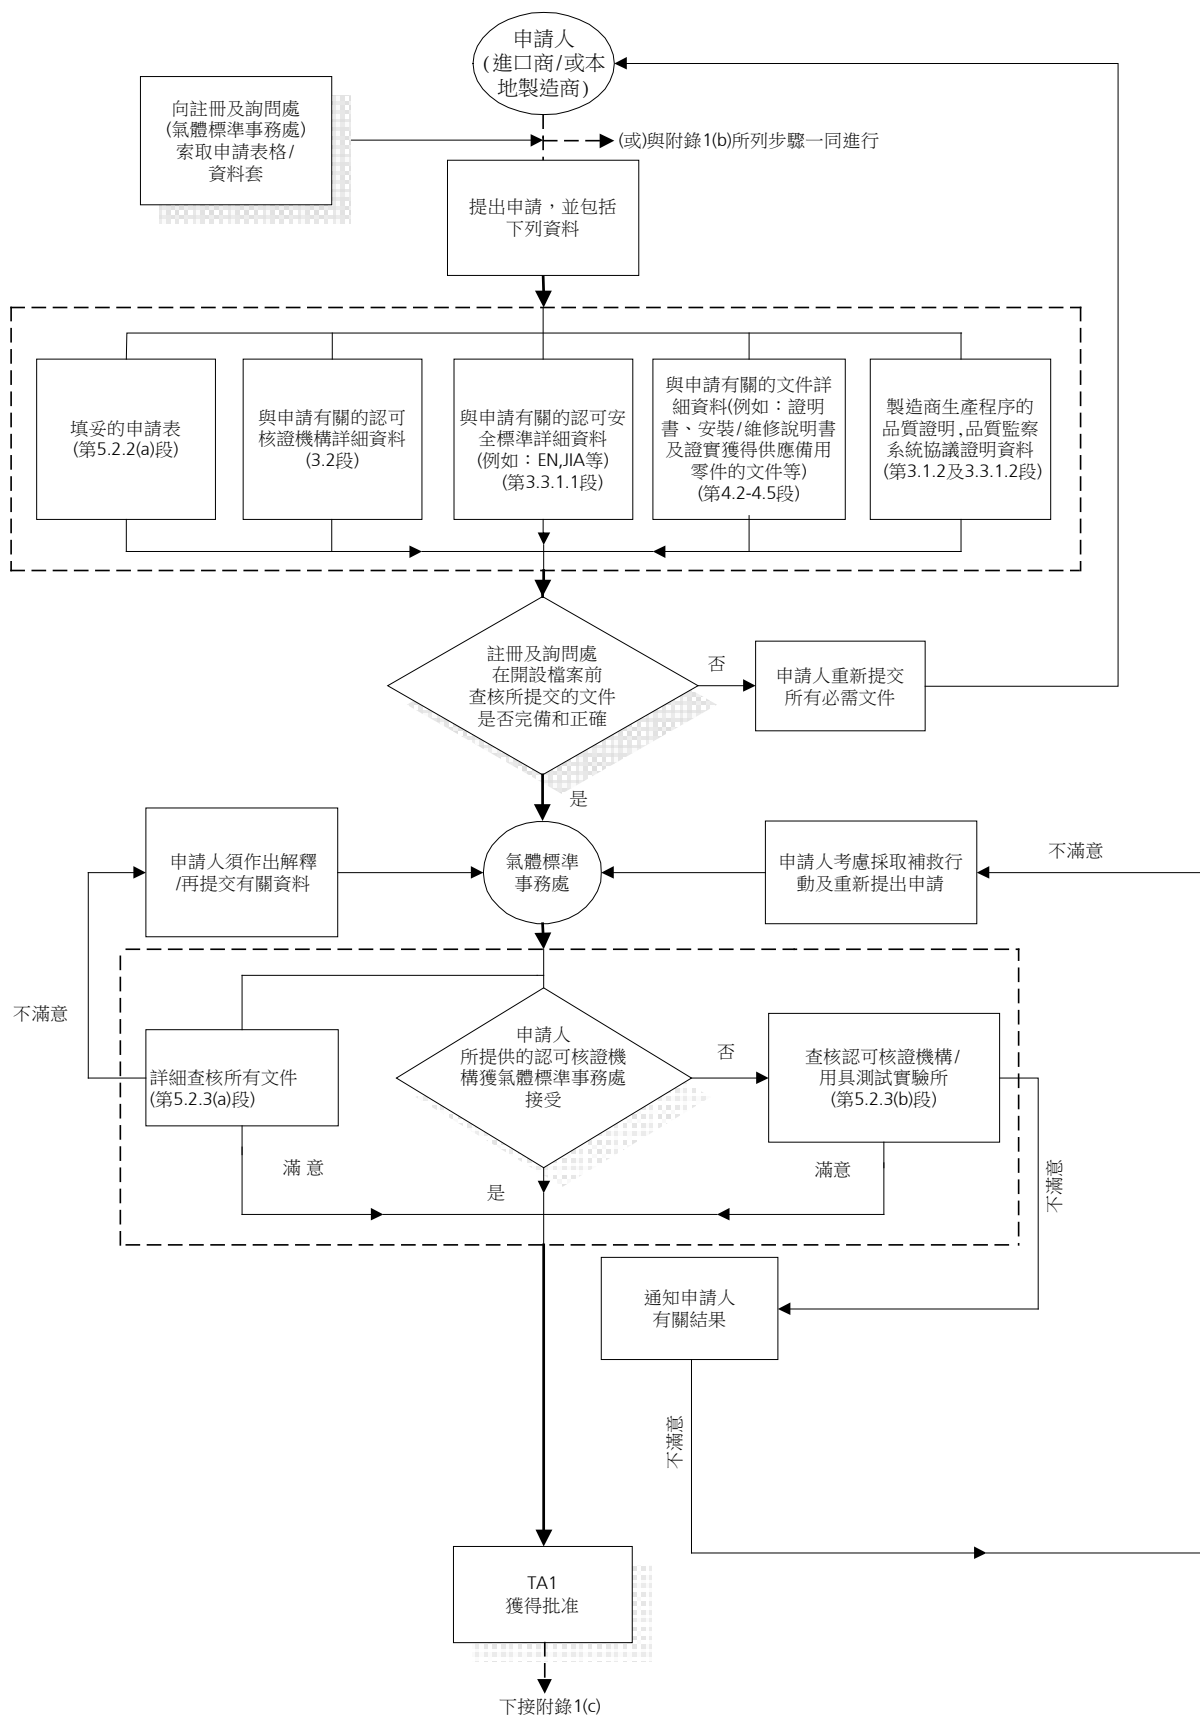 申請人
(進口商/或本
地製造商)
向註冊及詢問處
(氣體標準事務處)
索取申請表格/
資料套
(或)與附錄1(b)所列步驟一同進行
提出申請，並包括
下列資料
填妥的申請表
(第5.2.2(a)段)
與申請有關的認可
核證機構詳細資料
(3.2段)
與申請有關的認可安
全標準詳細資料
(例如：EN,JIA等)
(第3.3.1.1段)
與申請有關的文件詳
細資料(例如：證明
書、安裝/維修說明書
及證實獲得供應備用
零件的文件等)
(第4.2-4.5段)
製造商生產程序的
品質證明,品質監察
系統協議證明資料
(第3.1.2及3.3.1.2段)
註冊及詢問處
在開設檔案前
查核所提交的文件
是否完備和正確
否
申請人重新提交
所有必需文件
是
申請人須作出解釋
/再提交有關資料
氣體標準
事務處
申請人考慮採取補救行
動及重新提出申請
不滿意
不滿意
詳細查核所有文件
(第5.2.3(a)段)
申請人
所提供的認可核證機
構獲氣體標準事務處
接受
否
查核認可核證機構/
用具測試實驗所
(第5.2.3(b)段)
滿 意
是
滿意
不滿意
通知申請人
有關結果
不滿意
TA1
獲得批准
下接附錄1(c)